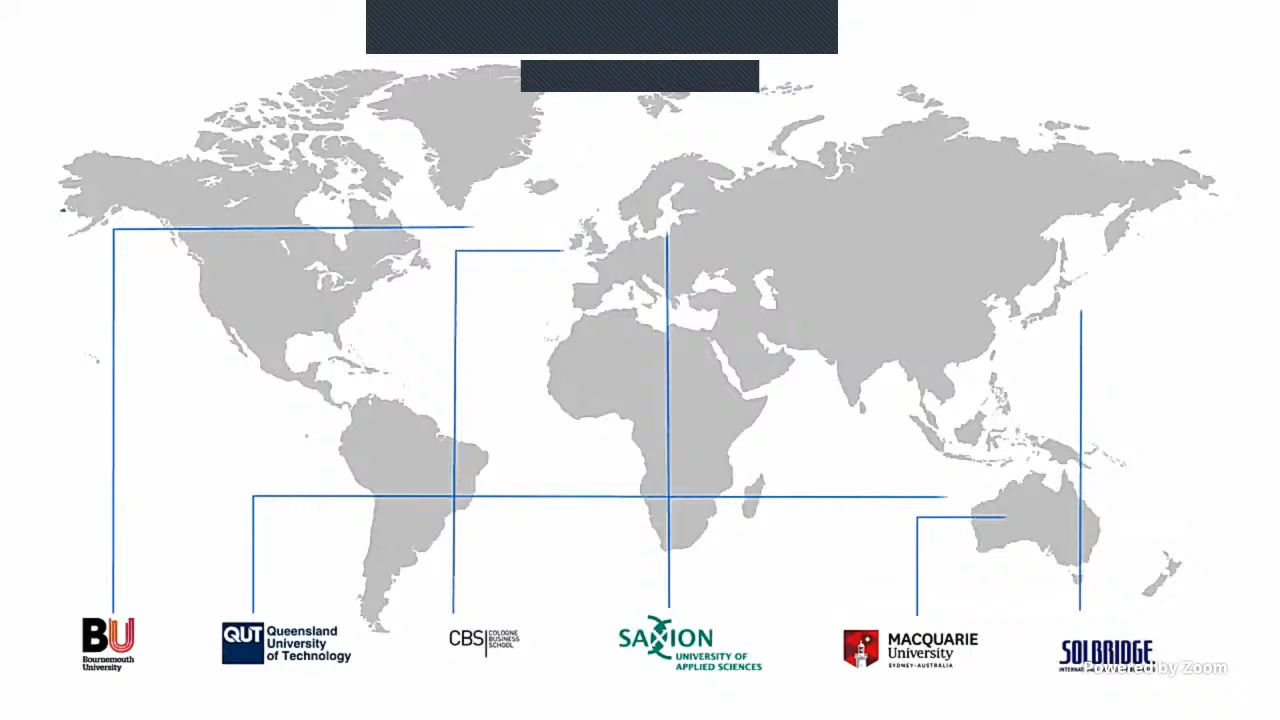 BU
Bournemouth
University
QUT
Queensland
University
of Technology
CBS
COLOGNE
BUSINESS
SCHOOL
SAXION
UNIVERSITY OF
APPLIED SCIENCES
MACQUARIE
University
SYDNEY-AUSTRALIA
SOLBRIDGE
Powered by Zoom